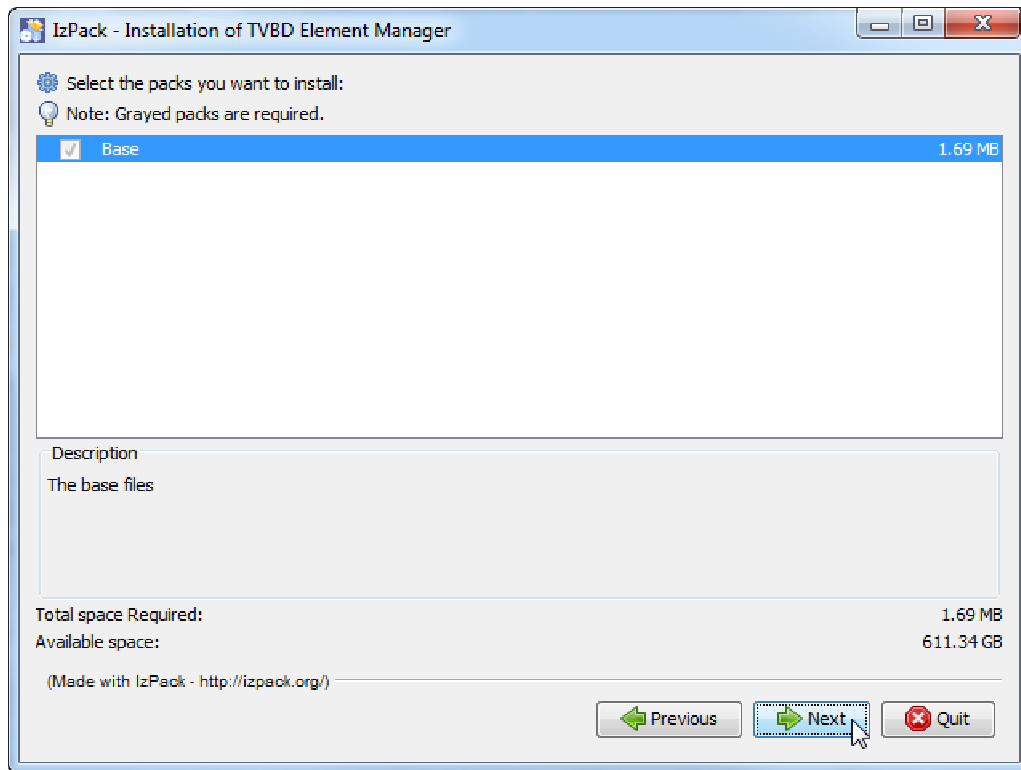 IzPack - Installation of TVBD Element Manager
Select the packs you want to install:
Note: Grayed packs are required.
Base 1.69 MB
Description
The base files
Total space Required: 1.69 MB
Available space: 611.34 GB
(Made with IzPack - http://izpack.org/)
Previous Next Quit